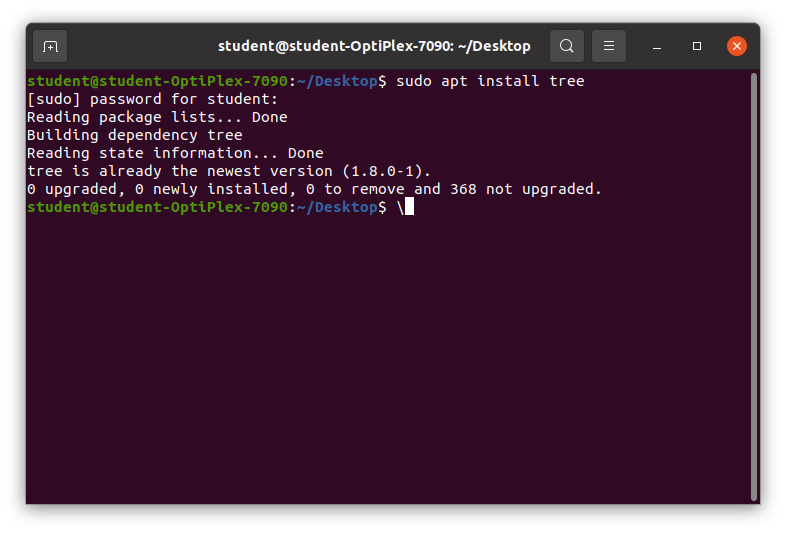 student@student-OptiPlex-7090: ~/Desktop
student@student-OptiPlex-7090:~/Desktop$ sudo apt install tree
[sudo] password for student:
Reading package lists... Done
Building dependency tree
Reading state information... Done
tree is already the newest version (1.8.0-1).
0 upgraded, 0 newly installed, 0 to remove and 368 not upgraded.
student@student-OptiPlex-7090:~/Desktop$ \